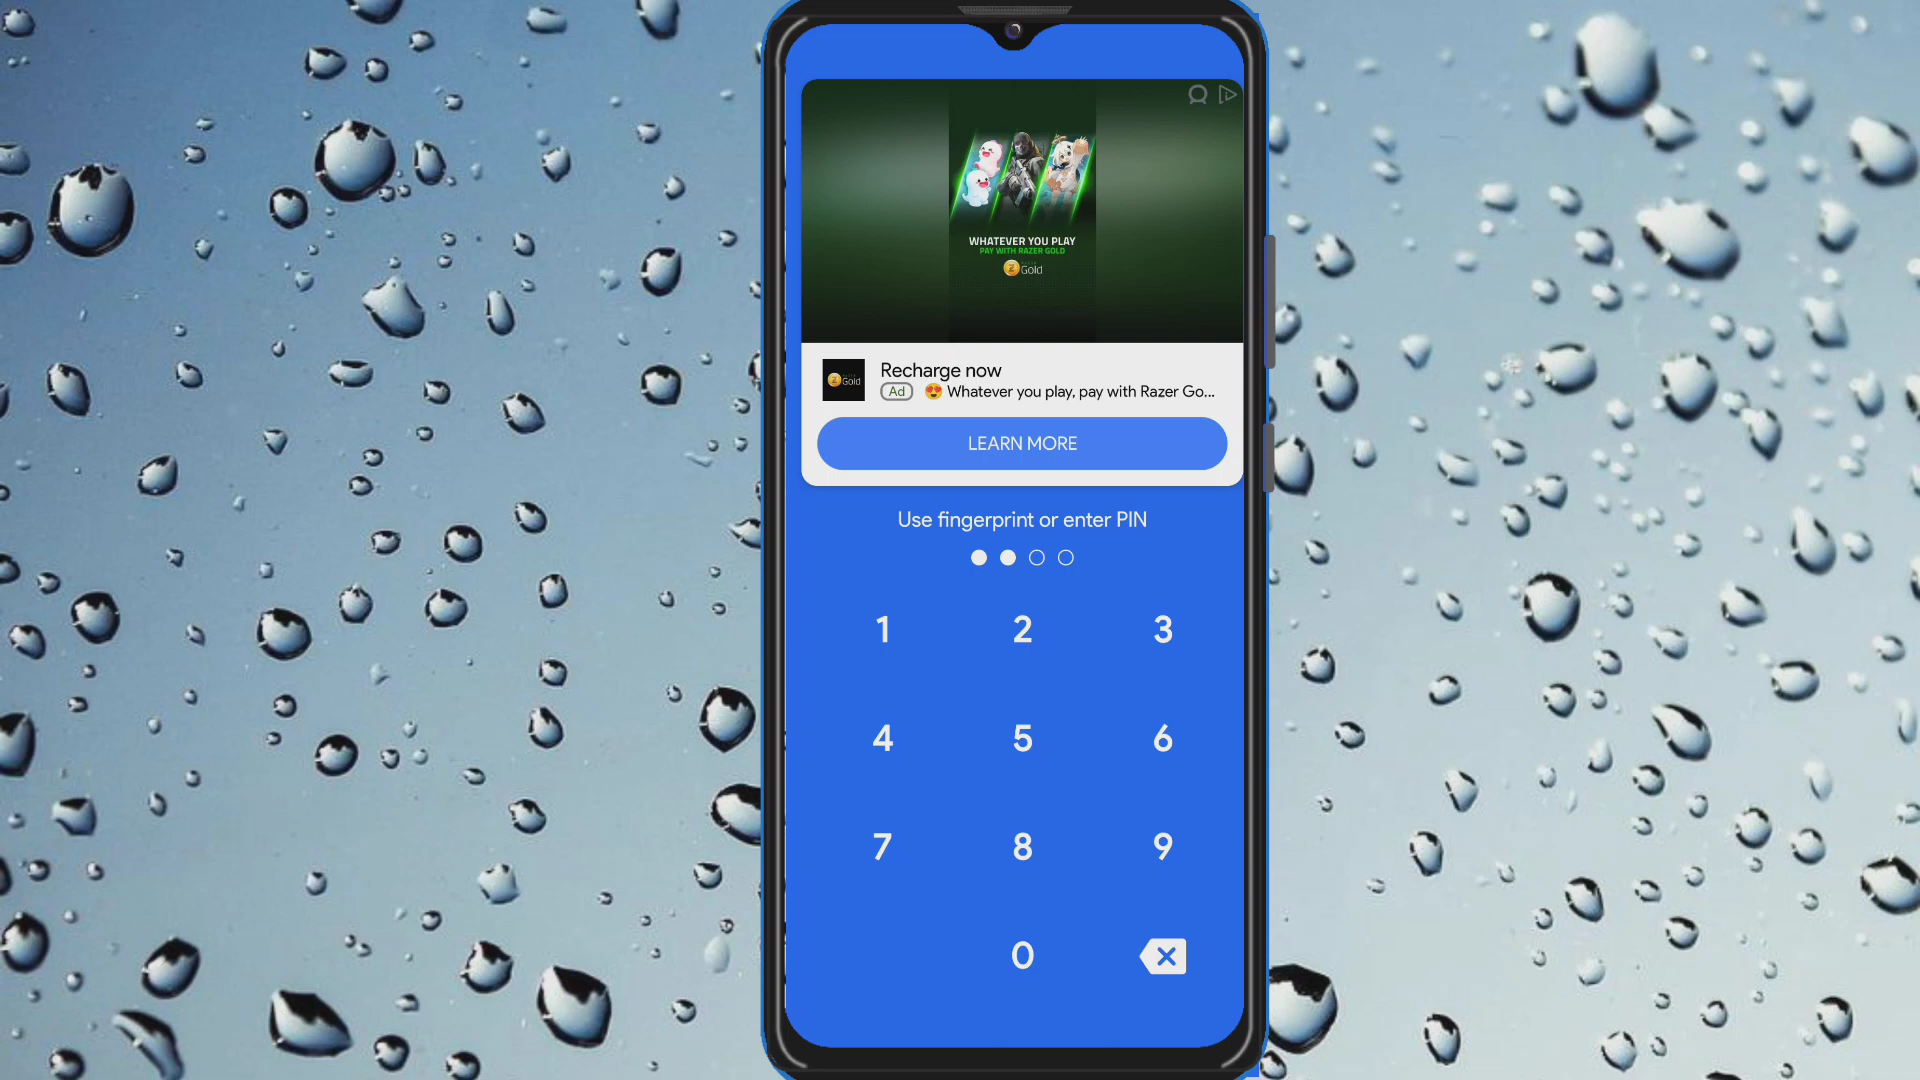 WHATEVER YOU PLAY
PAY WITH RAZER GOLD
Gold
Gold
Recharge now
Ad 😍 Whatever you play, pay with Razer Go...
LEARN MORE
Use fingerprint or enter PIN
1 2 3
4 5 6
7 8 9
0